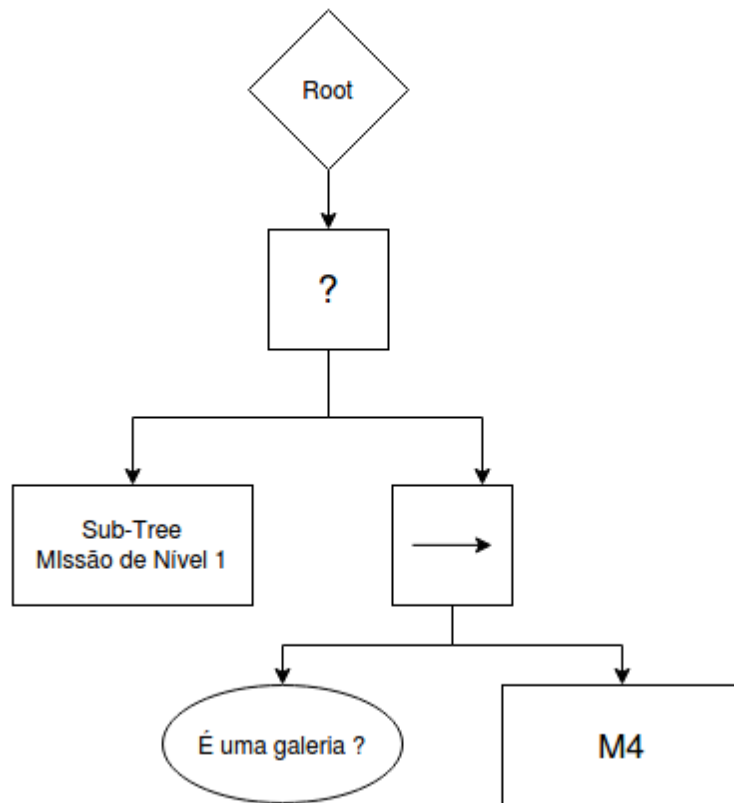 Root
?
Sub-Tree
MIssão de Nível 1
É uma galeria ?
M4